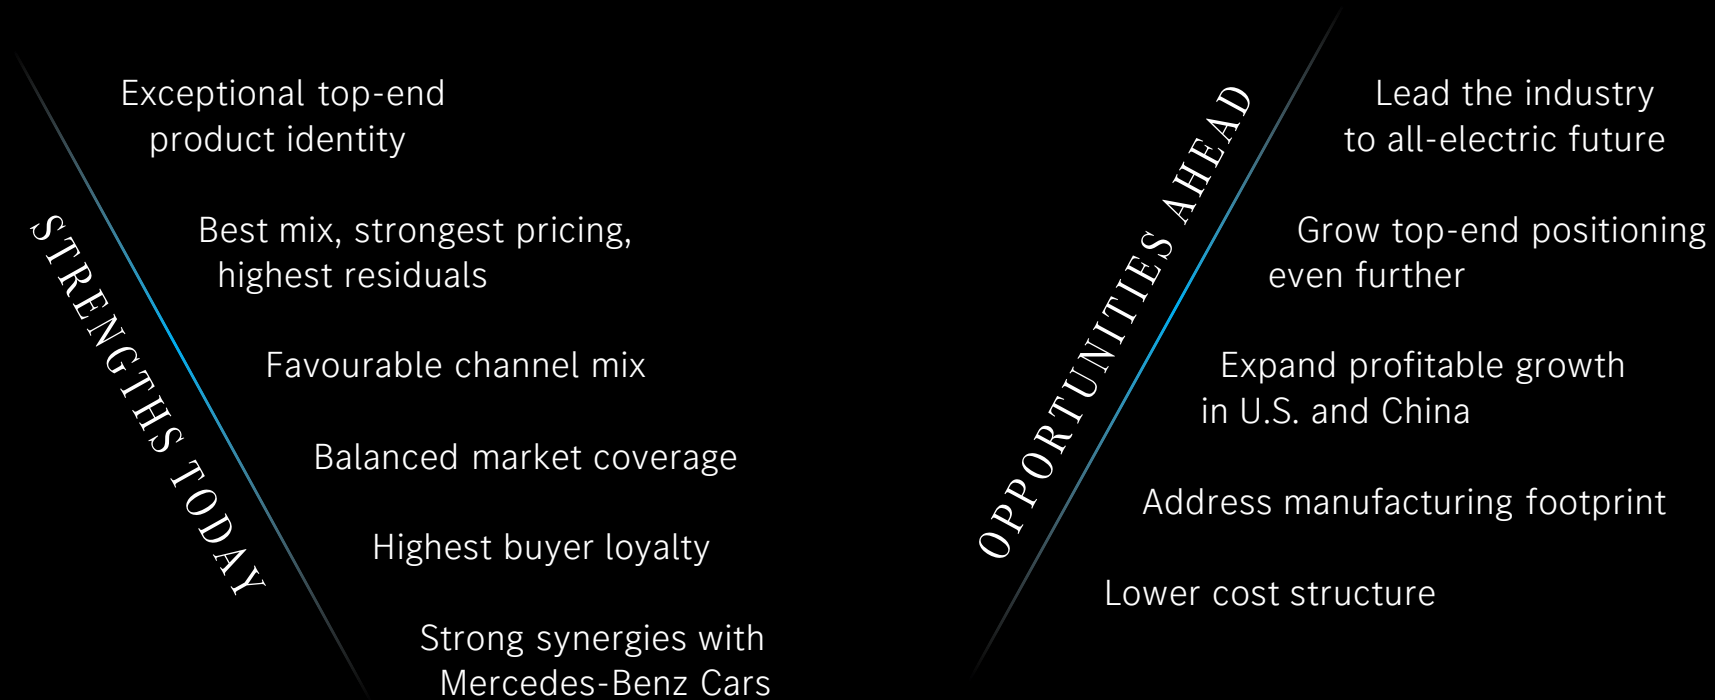 STRENGTHS TODAY
Exceptional top-end
product identity
Best mix, strongest pricing,
highest residuals
Favourable channel mix
Balanced market coverage
Highest buyer loyalty
Strong synergies with
Mercedes-Benz Cars
OPPORTUNITIES AHEAD
Lead the industry
to all-electric future
Grow top-end positioning
even further
Expand profitable growth
in U.S. and China
Address manufacturing footprint
Lower cost structure